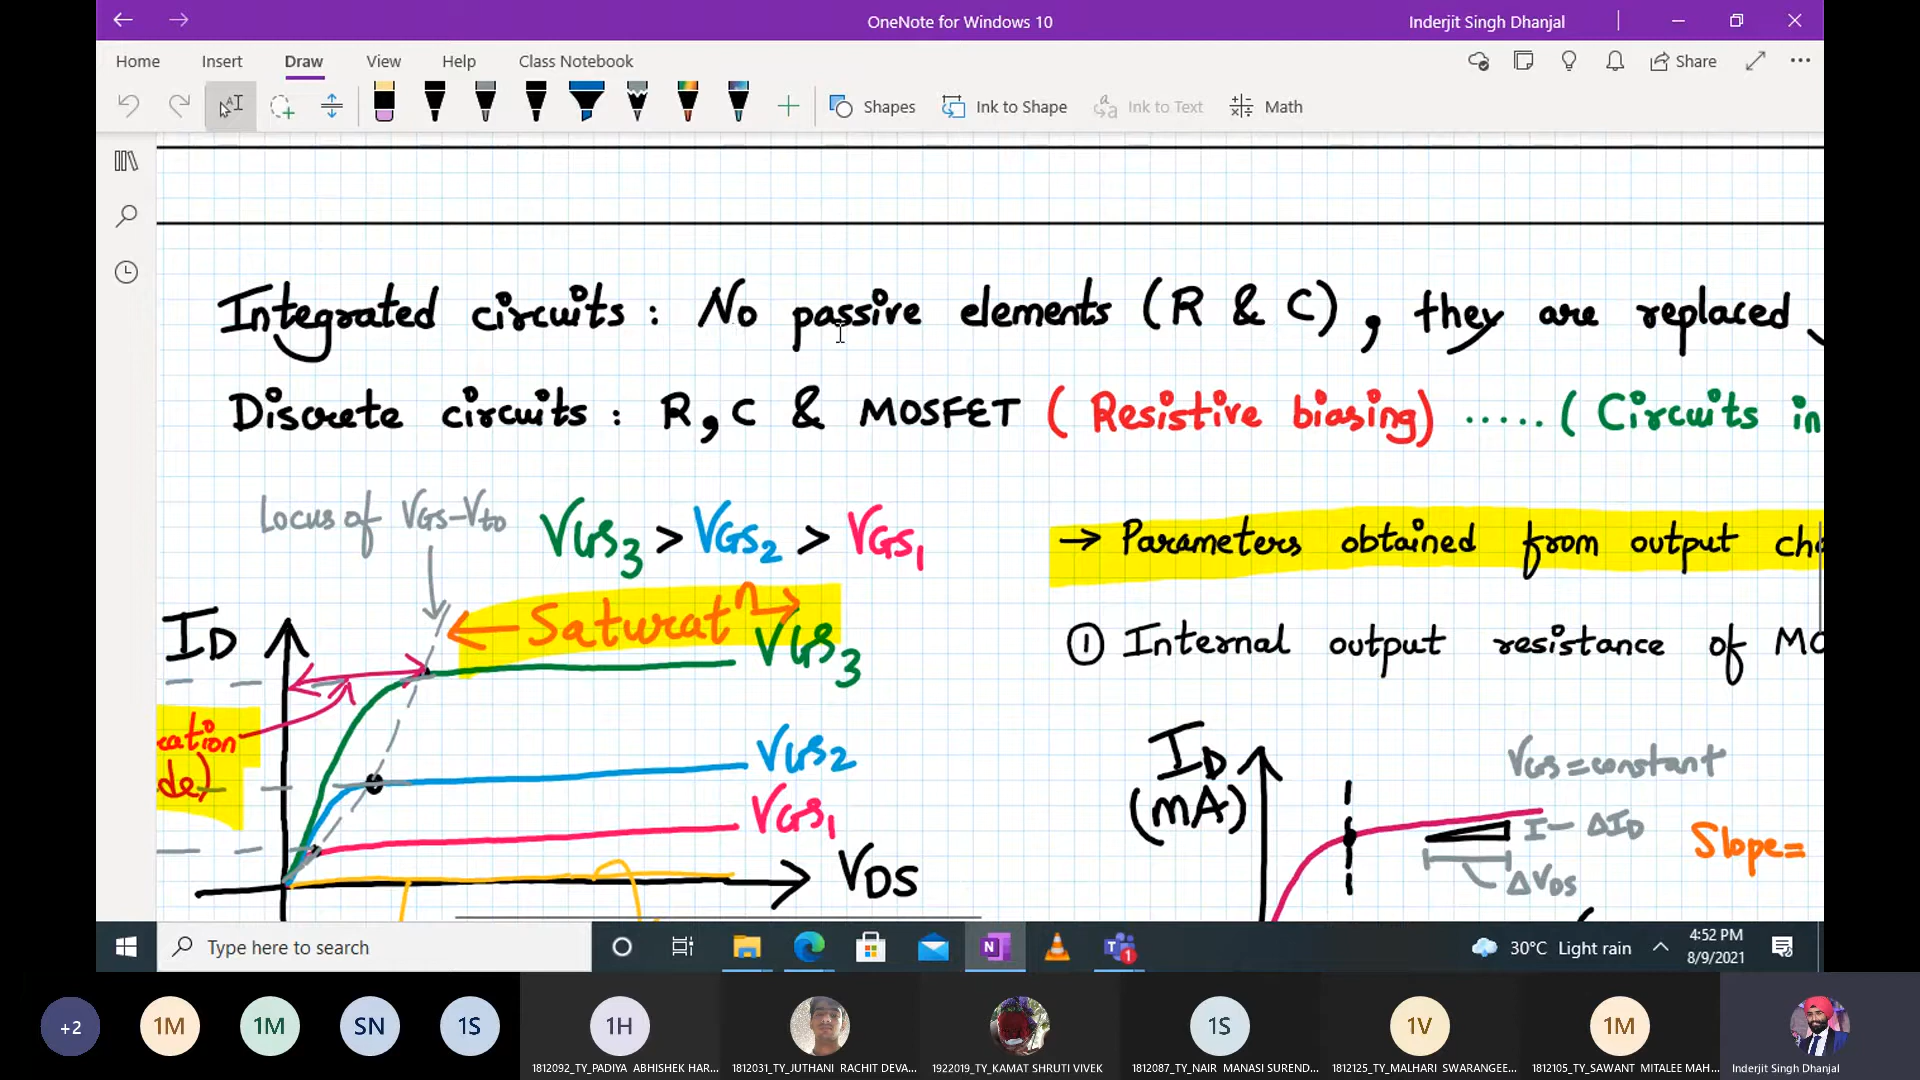 OneNote for Windows 10
Inderjit Singh Dhanjal
Home Insert Draw View Help Class Notebook
Share
Shapes Ink to Shape Ink to Text Math
Integrated circuits : No passive elements (R & C), they are replaced
Discrete circuits : R, C & MOSFET (Resistive biasing) ..... (Circuits in
Locus of VGS-Vto
VGS3 > VGS2 > VGS1
→ Parameters obtained from output cha
← Saturatn →
ID
VGS3
① Internal output resistance of MO
cation
de)
VGS2
VGS1
VDS
ID
(mA)
VGS=constant
ΔID
ΔVDS
Slope=
Type here to search
1
30°C Light rain
4:52 PM
8/9/2021
+2
1M
1M
SN
1S
1H
1S
1V
1M
1812092_TY_PADIYA ABHISHEK HAR...
1812031_TY_JUTHANI RACHIT DEVA...
1922019_TY_KAMAT SHRUTI VIVEK
1812087_TY_NAIR MANASI SUREND...
1812125_TY_MALHARI SWARANGEE...
1812105_TY_SAWANT MITALEE MAH...
Inderjit Singh Dhanjal